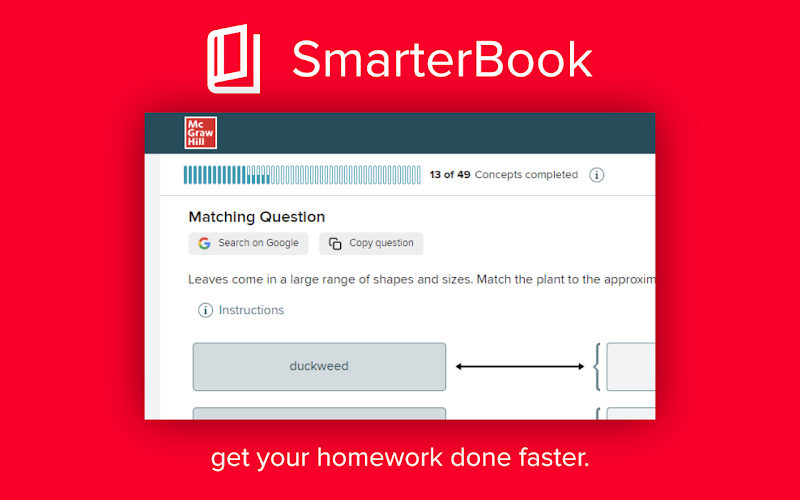 SmarterBook
Mc
Graw
Hill
13 of 49 Concepts completed
Matching Question
Search on Google Copy question
Leaves come in a large range of shapes and sizes. Match the plant to the
Instructions
duckweed
get your homework done faster.